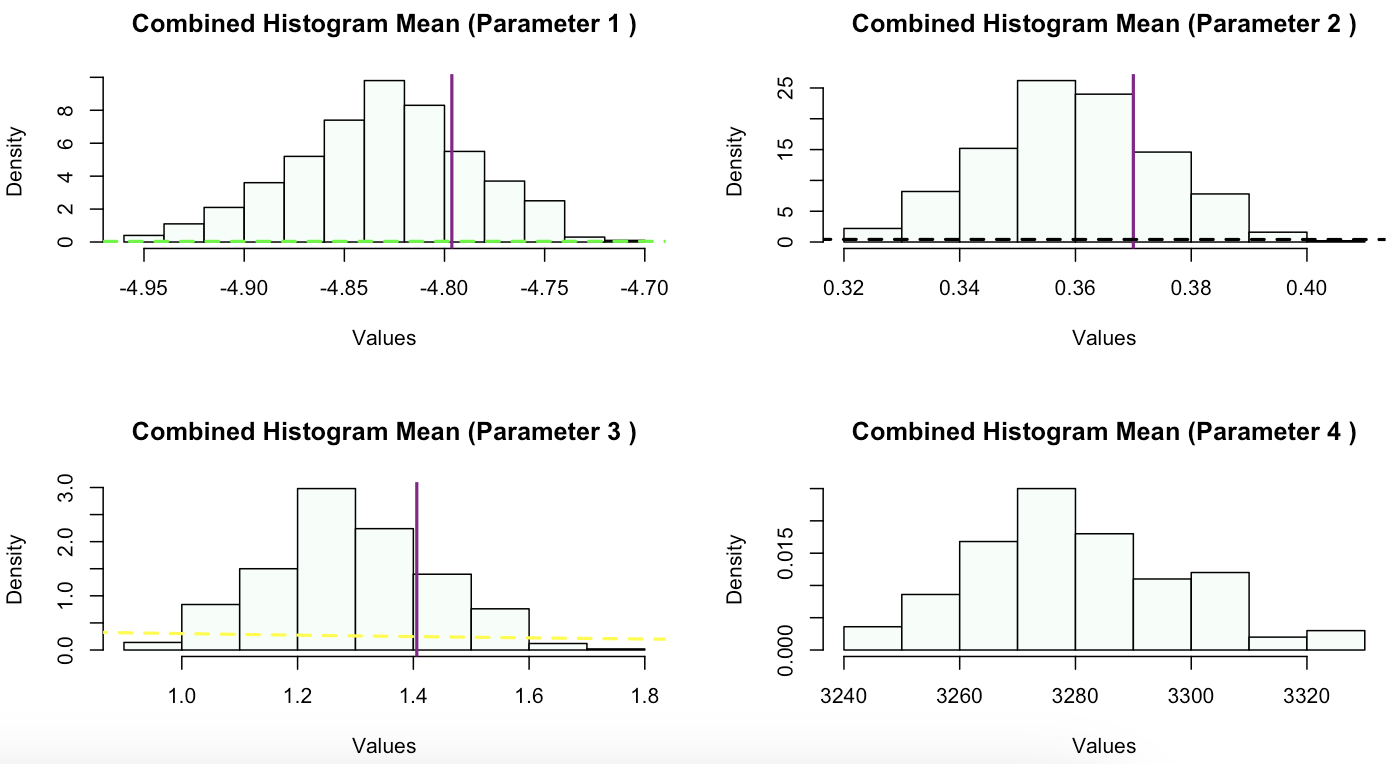 Combined Histogram Mean (Parameter 1 )
Density
0 2 4 6 8
-4.95 -4.90 -4.85 -4.80 -4.75 -4.70
Values
Combined Histogram Mean (Parameter 2 )
Density
0 5 15 25
0.32 0.34 0.36 0.38 0.40
Values
Combined Histogram Mean (Parameter 3 )
Density
0.0 1.0 2.0 3.0
1.0 1.2 1.4 1.6 1.8
Values
Combined Histogram Mean (Parameter 4 )
Density
0.000 0.015
3240 3260 3280 3300 3320
Values